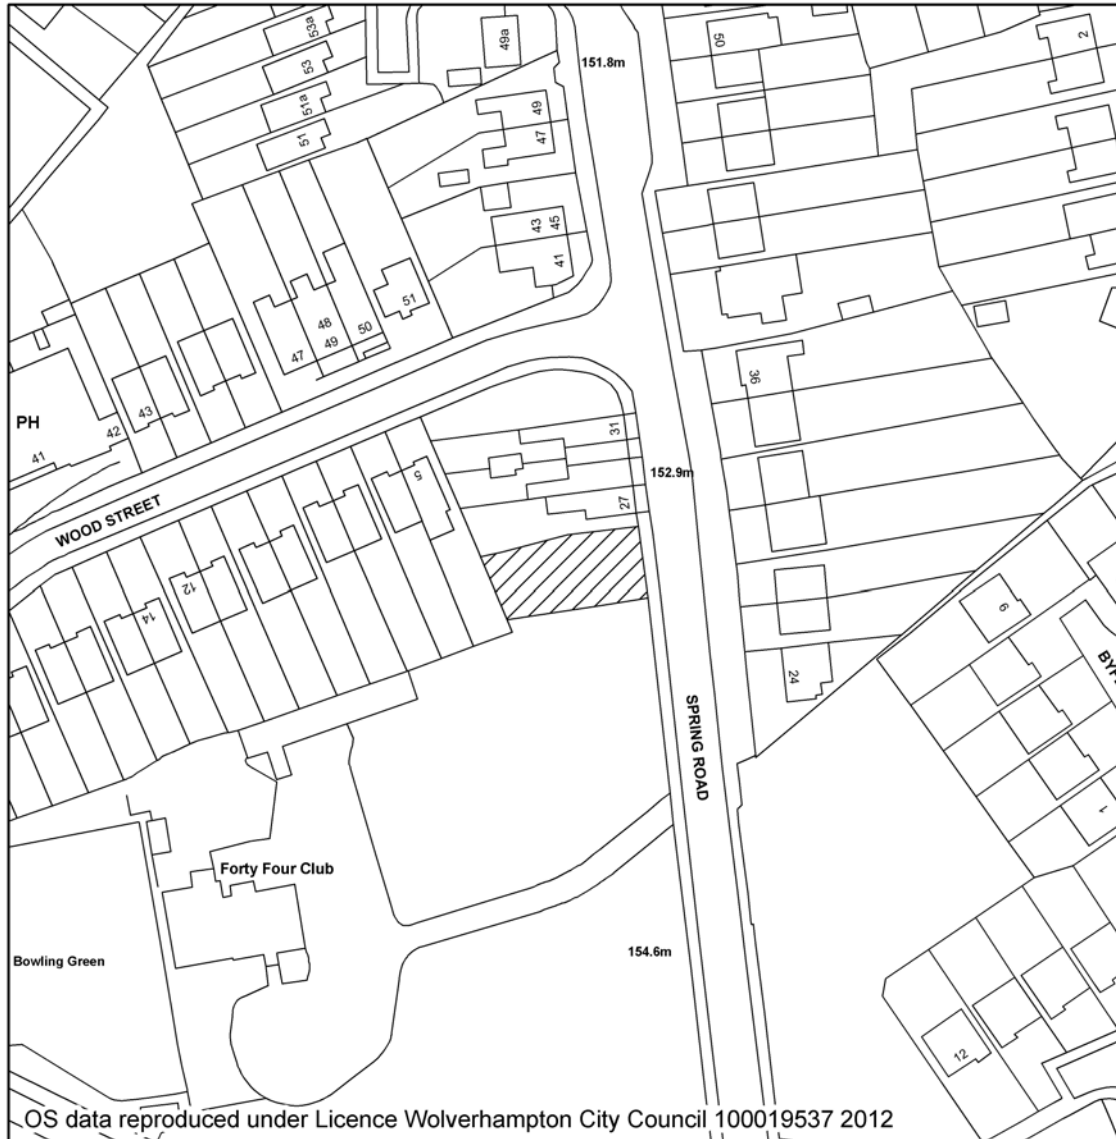 53a
49a
50
2
53
151.8m
51a
49
51
47
43
45
41
51
48
50
49
47
36
43
PH
42
41
31
5
152.9m
27
WOOD STREET
12
14
9
24
SPRING ROAD
1
Forty Four Club
154.6m
Bowling Green
12
OS data reproduced under Licence Wolverhampton City Council 100019537 2012